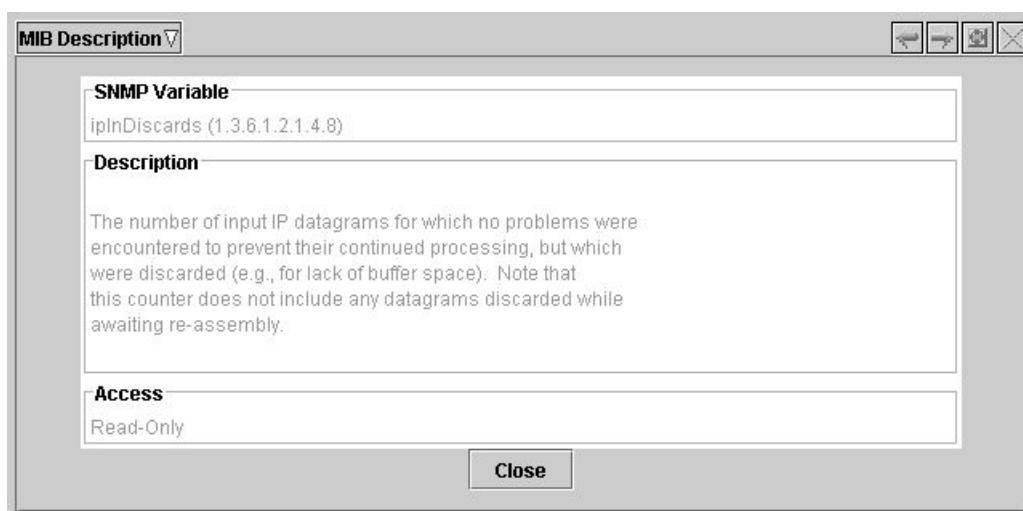 MIB Description
SNMP Variable
ipInDiscards (1.3.6.1.2.1.4.8)
Description
The number of input IP datagrams for which no problems were
encountered to prevent their continued processing, but which
were discarded (e.g., for lack of buffer space).  Note that
this counter does not include any datagrams discarded while
awaiting re-assembly.
Access
Read-Only
Close